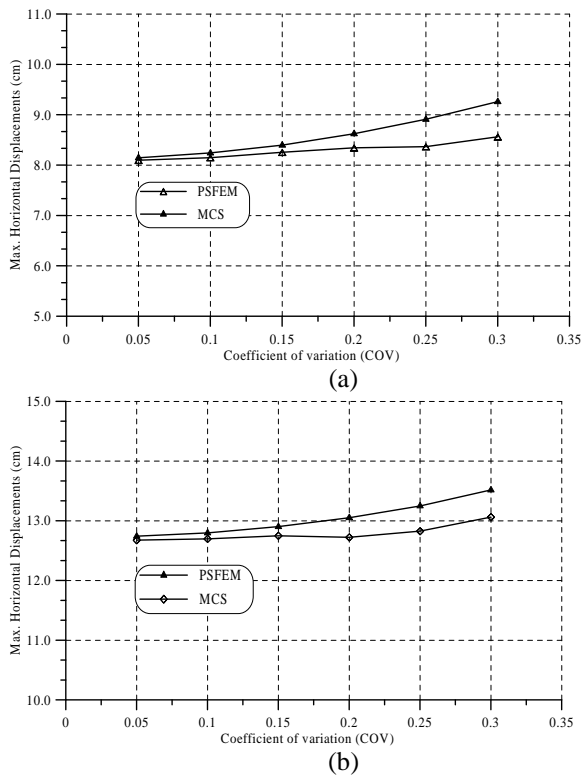 11.0
10.0
9.0
8.0
7.0
6.0
5.0
Max. Horizontal Displacements (cm)
PSFEM
MCS
0 0.05 0.1 0.15 0.2 0.25 0.3 0.35
Coefficient of variation (COV)
(a)
15.0
14.0
13.0
12.0
11.0
10.0
Max. Horizontal Displacements (cm)
PSFEM
MCS
0 0.05 0.1 0.15 0.2 0.25 0.3 0.35
Coefficient of variation (COV)
(b)